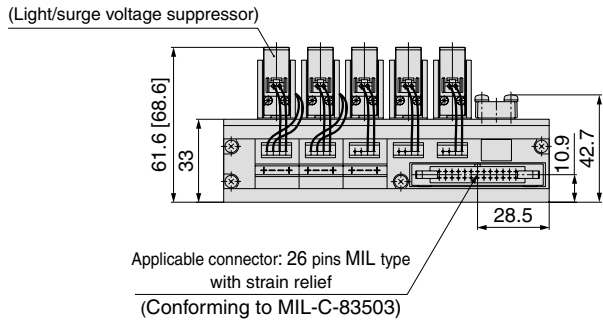 (Light/surge voltage suppressor)
61.6 [68.6]
33
10.9
42.7
28.5
Applicable connector: 26 pins MIL type
with strain relief
(Conforming to MIL-C-83503)